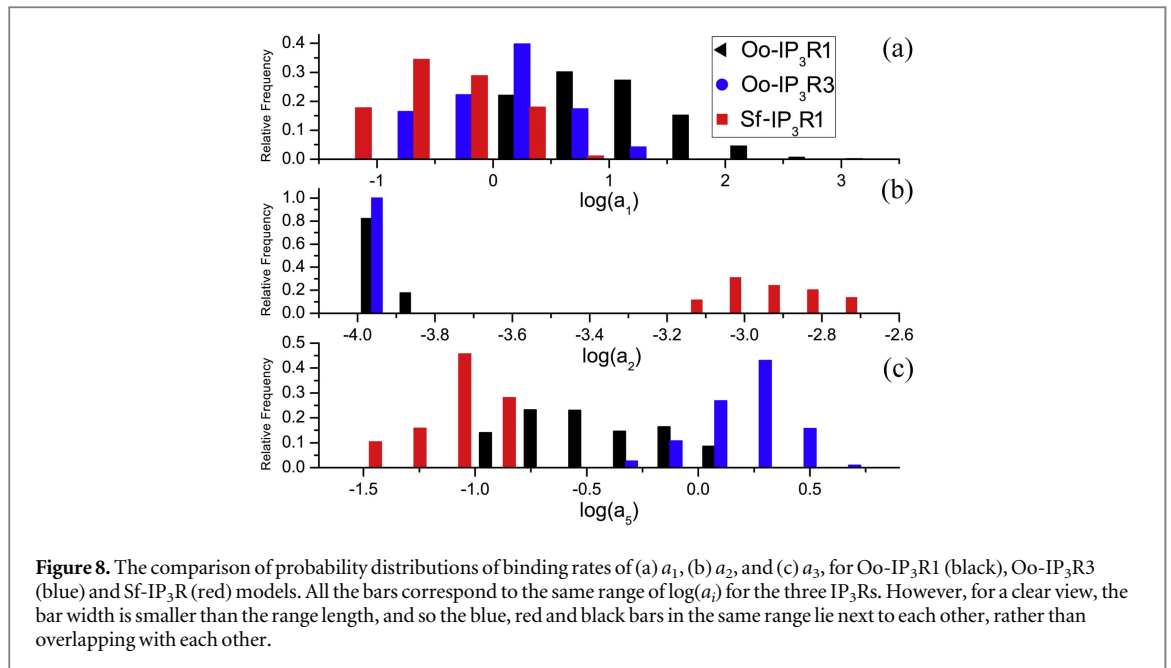 (a)
Relative Frequency
0.4
0.3
0.2
0.1
0.0
Oo-IP3R1
Oo-IP3R3
Sf-IP3R1
-1 0 1 2 3
log(a1)
(b)
Relative Frequency
1.0
0.8
0.6
0.4
0.2
0.0
-4.0 -3.8 -3.6 -3.4 -3.2 -3.0 -2.8 -2.6
log(a2)
(c)
Relative Frequency
0.5
0.4
0.3
0.2
0.1
0.0
-1.5 -1.0 -0.5 0.0 0.5
log(a5)
Figure 8. The comparison of probability distributions of binding rates of (a) a1, (b) a2, and (c) a3, for Oo-IP3R1 (black), Oo-IP3R3
(blue) and Sf-IP3R (red) models. All the bars correspond to the same range of log(ai) for the three IP3Rs. However, for a clear view, the
bar width is smaller than the range length, and so the blue, red and black bars in the same range lie next to each other, rather than
overlapping with each other.